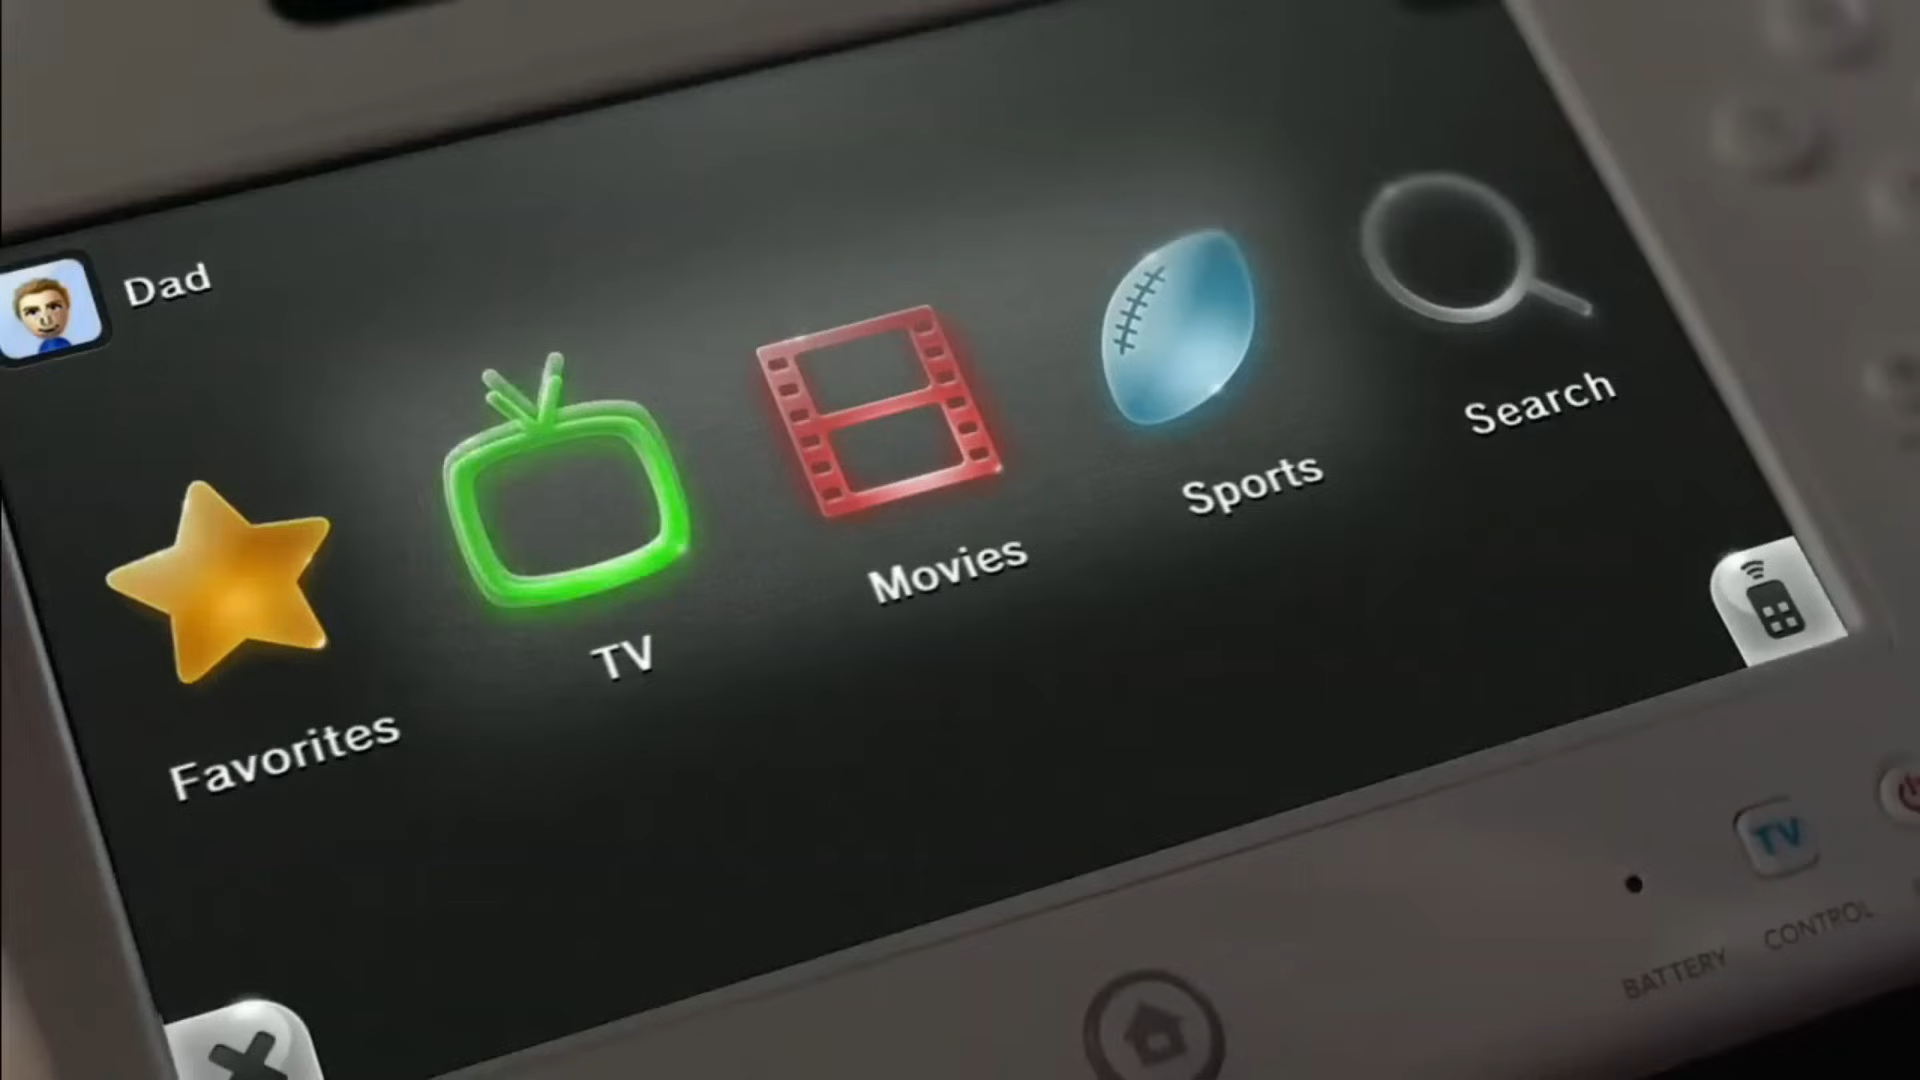 Dad
Favorites
TV
Movies
Sports
Search
TV
CONTROL
BATTERY